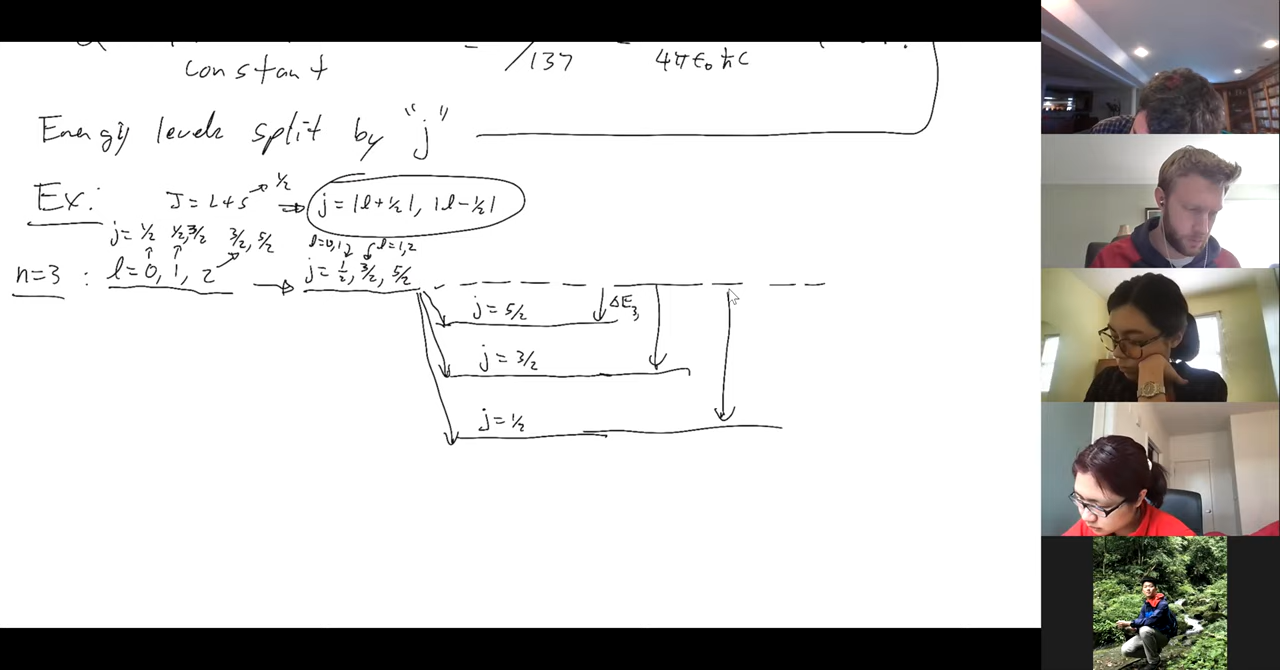 = 1/137 4πϵ₀ħc
constant
Energy levels split by "j"
Ex: J = L+S → 1/2 ⇒ j = |l+1/2|, |l-1/2|
j = 1/2 1/2, 3/2 3/2, 5/2 l=0,1 l=1,2
n=3 : l = 0, 1, 2 → j = 1/2, 3/2, 5/2
j = 5/2 ΔE₃
j = 3/2
j = 1/2